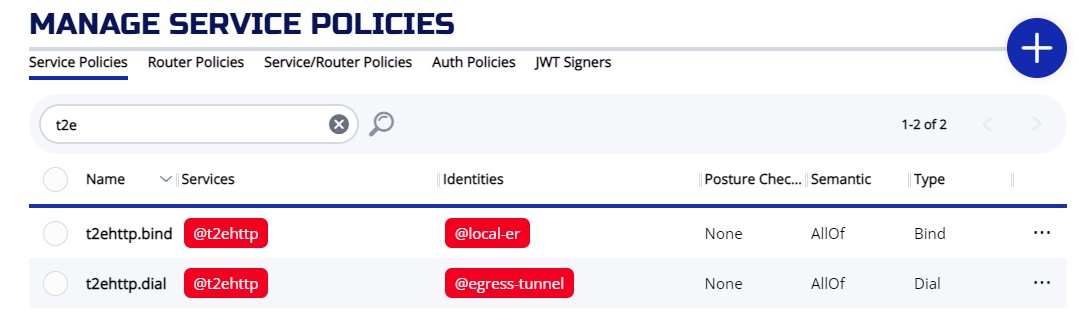 MANAGE SERVICE POLICIES
Service Policies Router Policies Service/Router Policies Auth Policies JWT Signers
t2e 1-2 of 2
Name Services Identities Posture Chec... Semantic Type
t2ehttp.bind @t2ehttp @local-er None AllOf Bind ...
t2ehttp.dial @t2ehttp @egress-tunnel None AllOf Dial ...